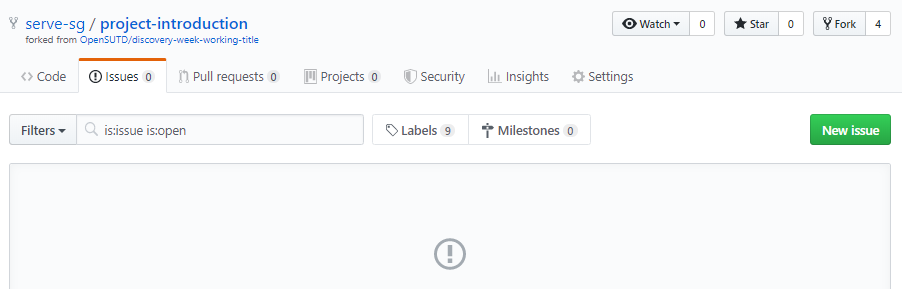 serve-sg / project-introduction
forked from OpenSUTD/discovery-week-working-title
Watch 0 Star 0 Fork 4
Code Issues 0 Pull requests 0 Projects 0 Security Insights Settings
Filters is:issue is:open Labels 9 Milestones 0 New issue